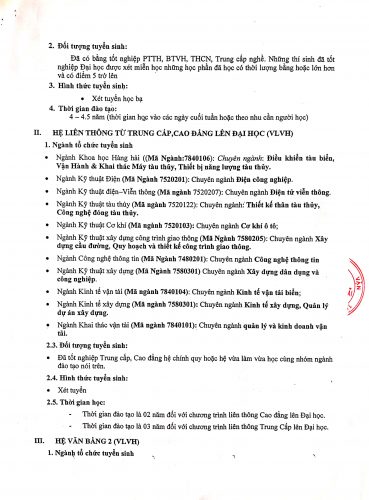 2. Đối tượng tuyển sinh:
Đã có bằng tốt nghiệp PTTH, BTVH, THCN, Trung cấp nghề. Những thí sinh đã tốt
nghiệp Đại học được xét miễn học những học phần đã học có thời lượng bằng hoặc lớn hơn
và có điểm 5 trở lên
3. Hình thức tuyển sinh:
• Xét tuyển học bạ
4. Thời gian đào tạo:
4 – 4.5 năm (thời gian học vào các ngày cuối tuần hoặc theo nhu cần người học)
II. HỆ LIÊN THÔNG TỪ TRUNG CẤP,CAO ĐẲNG LÊN ĐẠI HỌC (VLVH)
1. Ngành tổ chức tuyển sinh
• Ngành Khoa học Hàng hải ((Mã Ngành:7840106): Chuyên ngành: Điều khiển tàu biển,
Vận Hành & Khai thác Máy tàu thủy, Thiết bị năng lượng tàu thủy.
• Ngành Kỹ thuật Điện (Mã Ngành 7520201): Chuyên ngành Điện công nghiệp.
• Ngành Kỹ thuật điện–Viễn thông (Mã ngành 7520207): Chuyên ngành Điện tử viễn thông.
• Ngành Kỹ thuật tàu thủy (Mã ngành 7520122): Chuyên ngành: Thiết kế thân tàu thủy,
Công nghệ đóng tàu thủy.
• Ngành Kỹ thuật Cơ khí (Mã ngành 7520103): Chuyên ngành Cơ khí ô tô;
• Ngành Kỹ thuật xây dựng công trình giao thông (Mã Ngành 7580205): Chuyên ngành Xây
dựng cầu đường, Quy hoạch và thiết kế công trình giao thông.
• Ngành Công nghệ thông tin (Mã Ngành 7480201): Chuyên ngành Công nghệ thông tin
• Ngành Kỹ thuật xây dựng (Mã Ngành 7580301) Chuyên ngành Xây dựng dân dụng và
công nghiệp.
• Ngành Kinh tế vận tải (Mã ngành 7840104): Chuyên ngành Kinh tế vận tải biển;
• Ngành Kinh tế xây dựng (Mã Ngành 7580301): Chuyên ngành Kinh tế xây dựng, Quản lý
dự án xây dựng.
• Ngành Khai thác vận tải (Mã ngành 7840101): Chuyên ngành quản lý và kinh doanh vận
tải.
2.3. Đối tượng tuyển sinh:
• Đã tốt nghiệp Trung cấp, Cao đẳng hệ chính quy hoặc hệ vừa làm vừa học cùng nhóm ngành
đào tạo nói trên.
2.4. Hình thức tuyển sinh:
• Xét tuyển
2.5. Thời gian học:
- Thời gian đào tạo là 02 năm đối với chương trình liên thông Cao đẳng lên Đại học.
- Thời gian đào tạo là 03 năm đối với chương trình liên thông Trung Cấp lên Đại học.
III. HỆ VĂN BẰNG 2 (VLVH)
1. Ngành tổ chức tuyển sinh